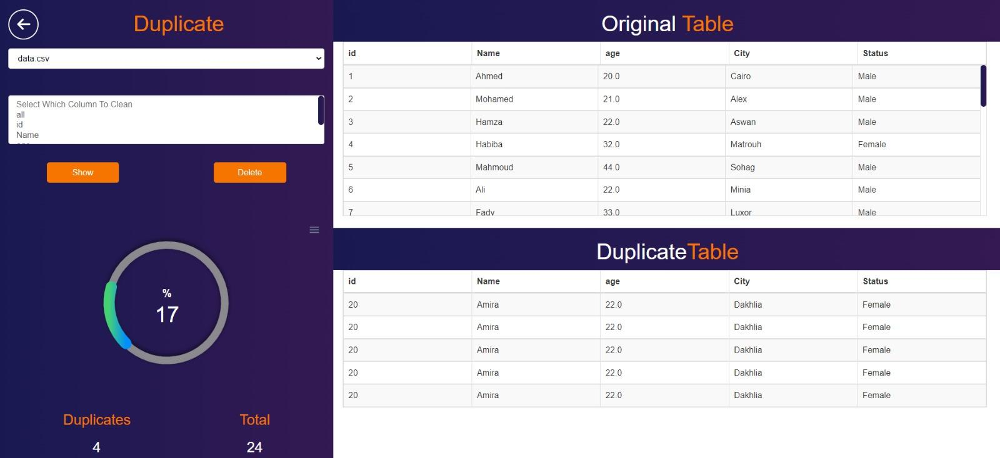 Duplicate
data.csv
Select Which Column To Clean
all
id
Name
Show Delete
%
17
Duplicates Total
4 24
Original Table
id Name age City Status
1 Ahmed 20.0 Cairo Male
2 Mohamed 21.0 Alex Male
3 Hamza 22.0 Aswan Male
4 Habiba 32.0 Matrouh Female
5 Mahmoud 44.0 Sohag Male
6 Ali 22.0 Minia Male
7 Fady 33.0 Luxor Male
DuplicateTable
id Name age City Status
20 Amira 22.0 Dakhlia Female
20 Amira 22.0 Dakhlia Female
20 Amira 22.0 Dakhlia Female
20 Amira 22.0 Dakhlia Female
20 Amira 22.0 Dakhlia Female